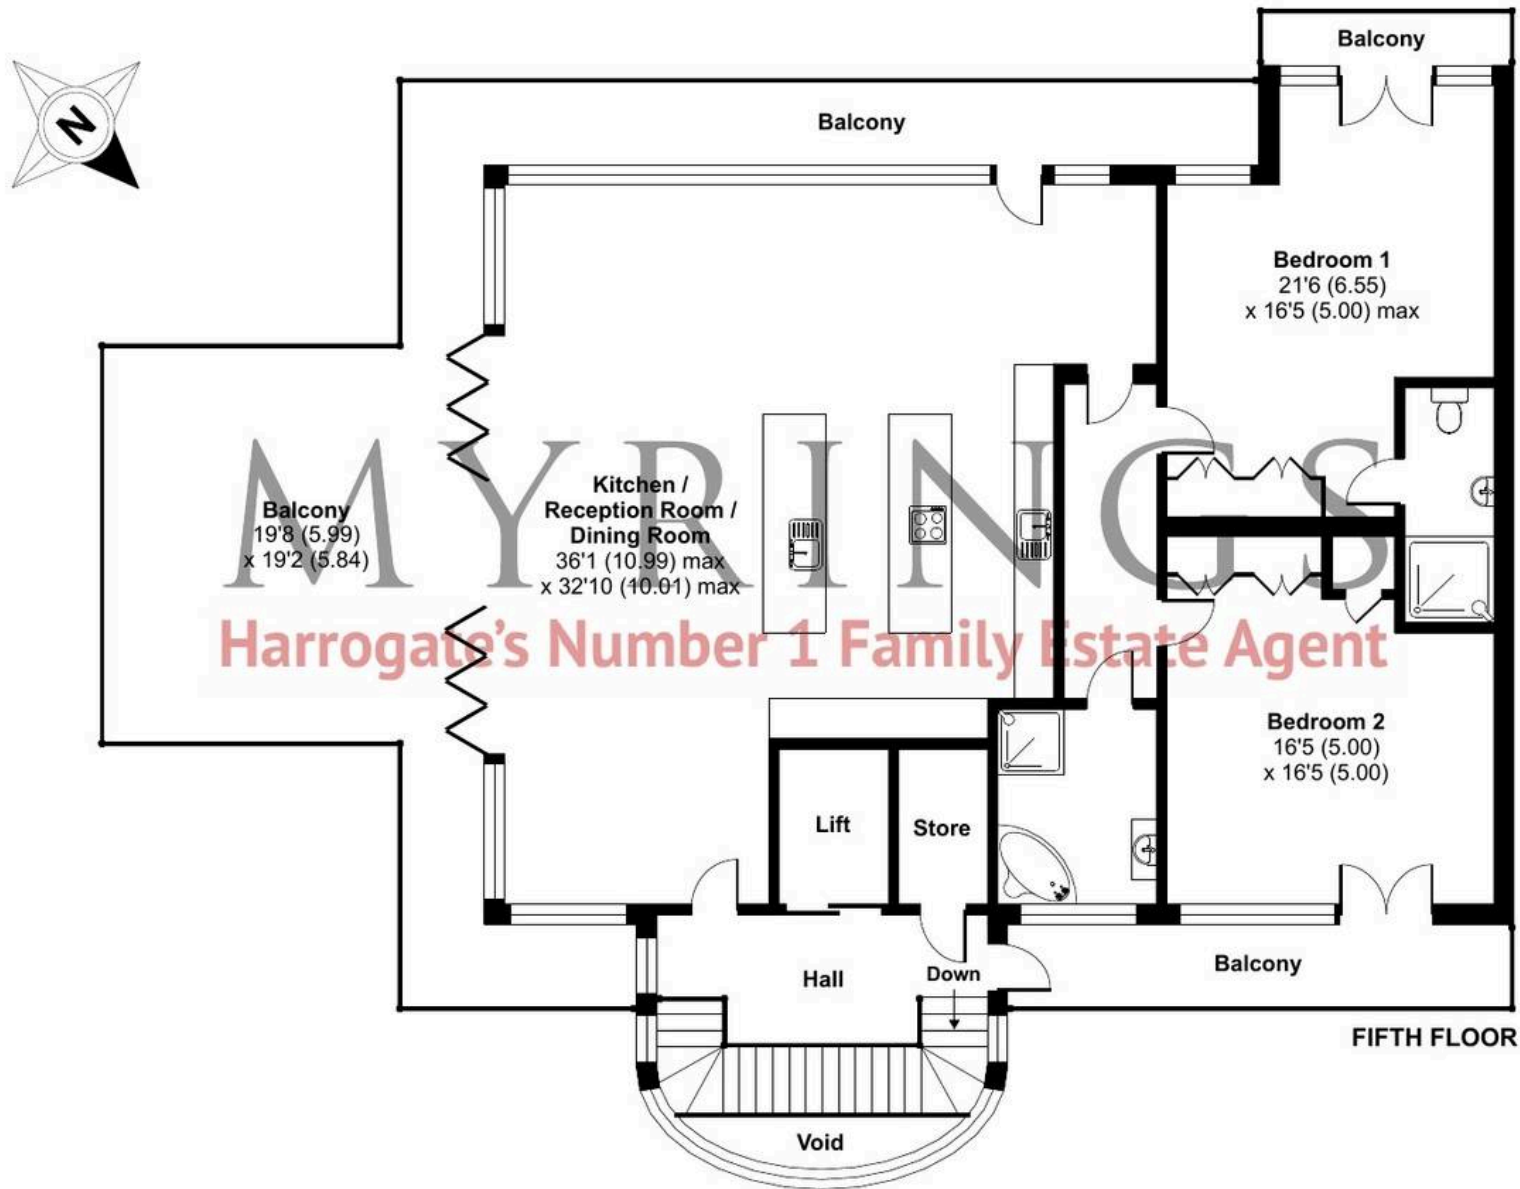 Balcony
N
Balcony
Bedroom 1
21'6 (6.55)
x 16'5 (5.00) max
MYRINGS
Harrogate's Number 1 Family Estate Agent
Balcony
19'8 (5.99)
x 19'2 (5.84)
Kitchen /
Reception Room /
Dining Room
36'1 (10.99) max
x 32'10 (10.01) max
Bedroom 2
16'5 (5.00)
x 16'5 (5.00)
Lift
Store
Hall
Down
Balcony
FIFTH FLOOR
Void